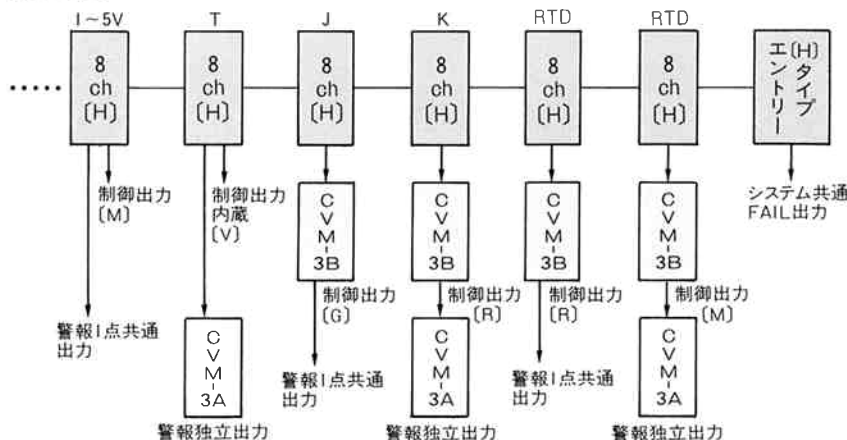 1～5V
T
J
K
RTD
RTD
8
ch
〔H〕
8
ch
〔H〕
8
ch
〔H〕
8
ch
〔H〕
8
ch
〔H〕
8
ch
〔H〕
〔H〕タイプ
エントリー
制御出力
〔M〕
制御出力
内蔵
〔V〕
CVM-3B
CVM-3B
CVM-3B
CVM-3B
システム共通
FAIL出力
制御出力
〔G〕
制御出力
〔R〕
制御出力
〔R〕
制御出力
〔M〕
警報1点共通
出力
CVM-3A
警報1点共通
出力
CVM-3A
警報1点共通
出力
CVM-3A
警報独立出力
警報独立出力
警報独立出力